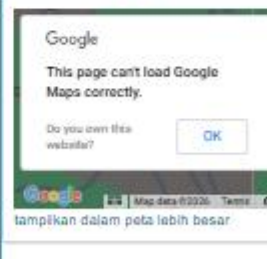 Google
This page can't load Google
Maps correctly.
Do you own this
website?
OK
Google
Map data ©2026 Terms
tampilkan dalam peta lebih besar